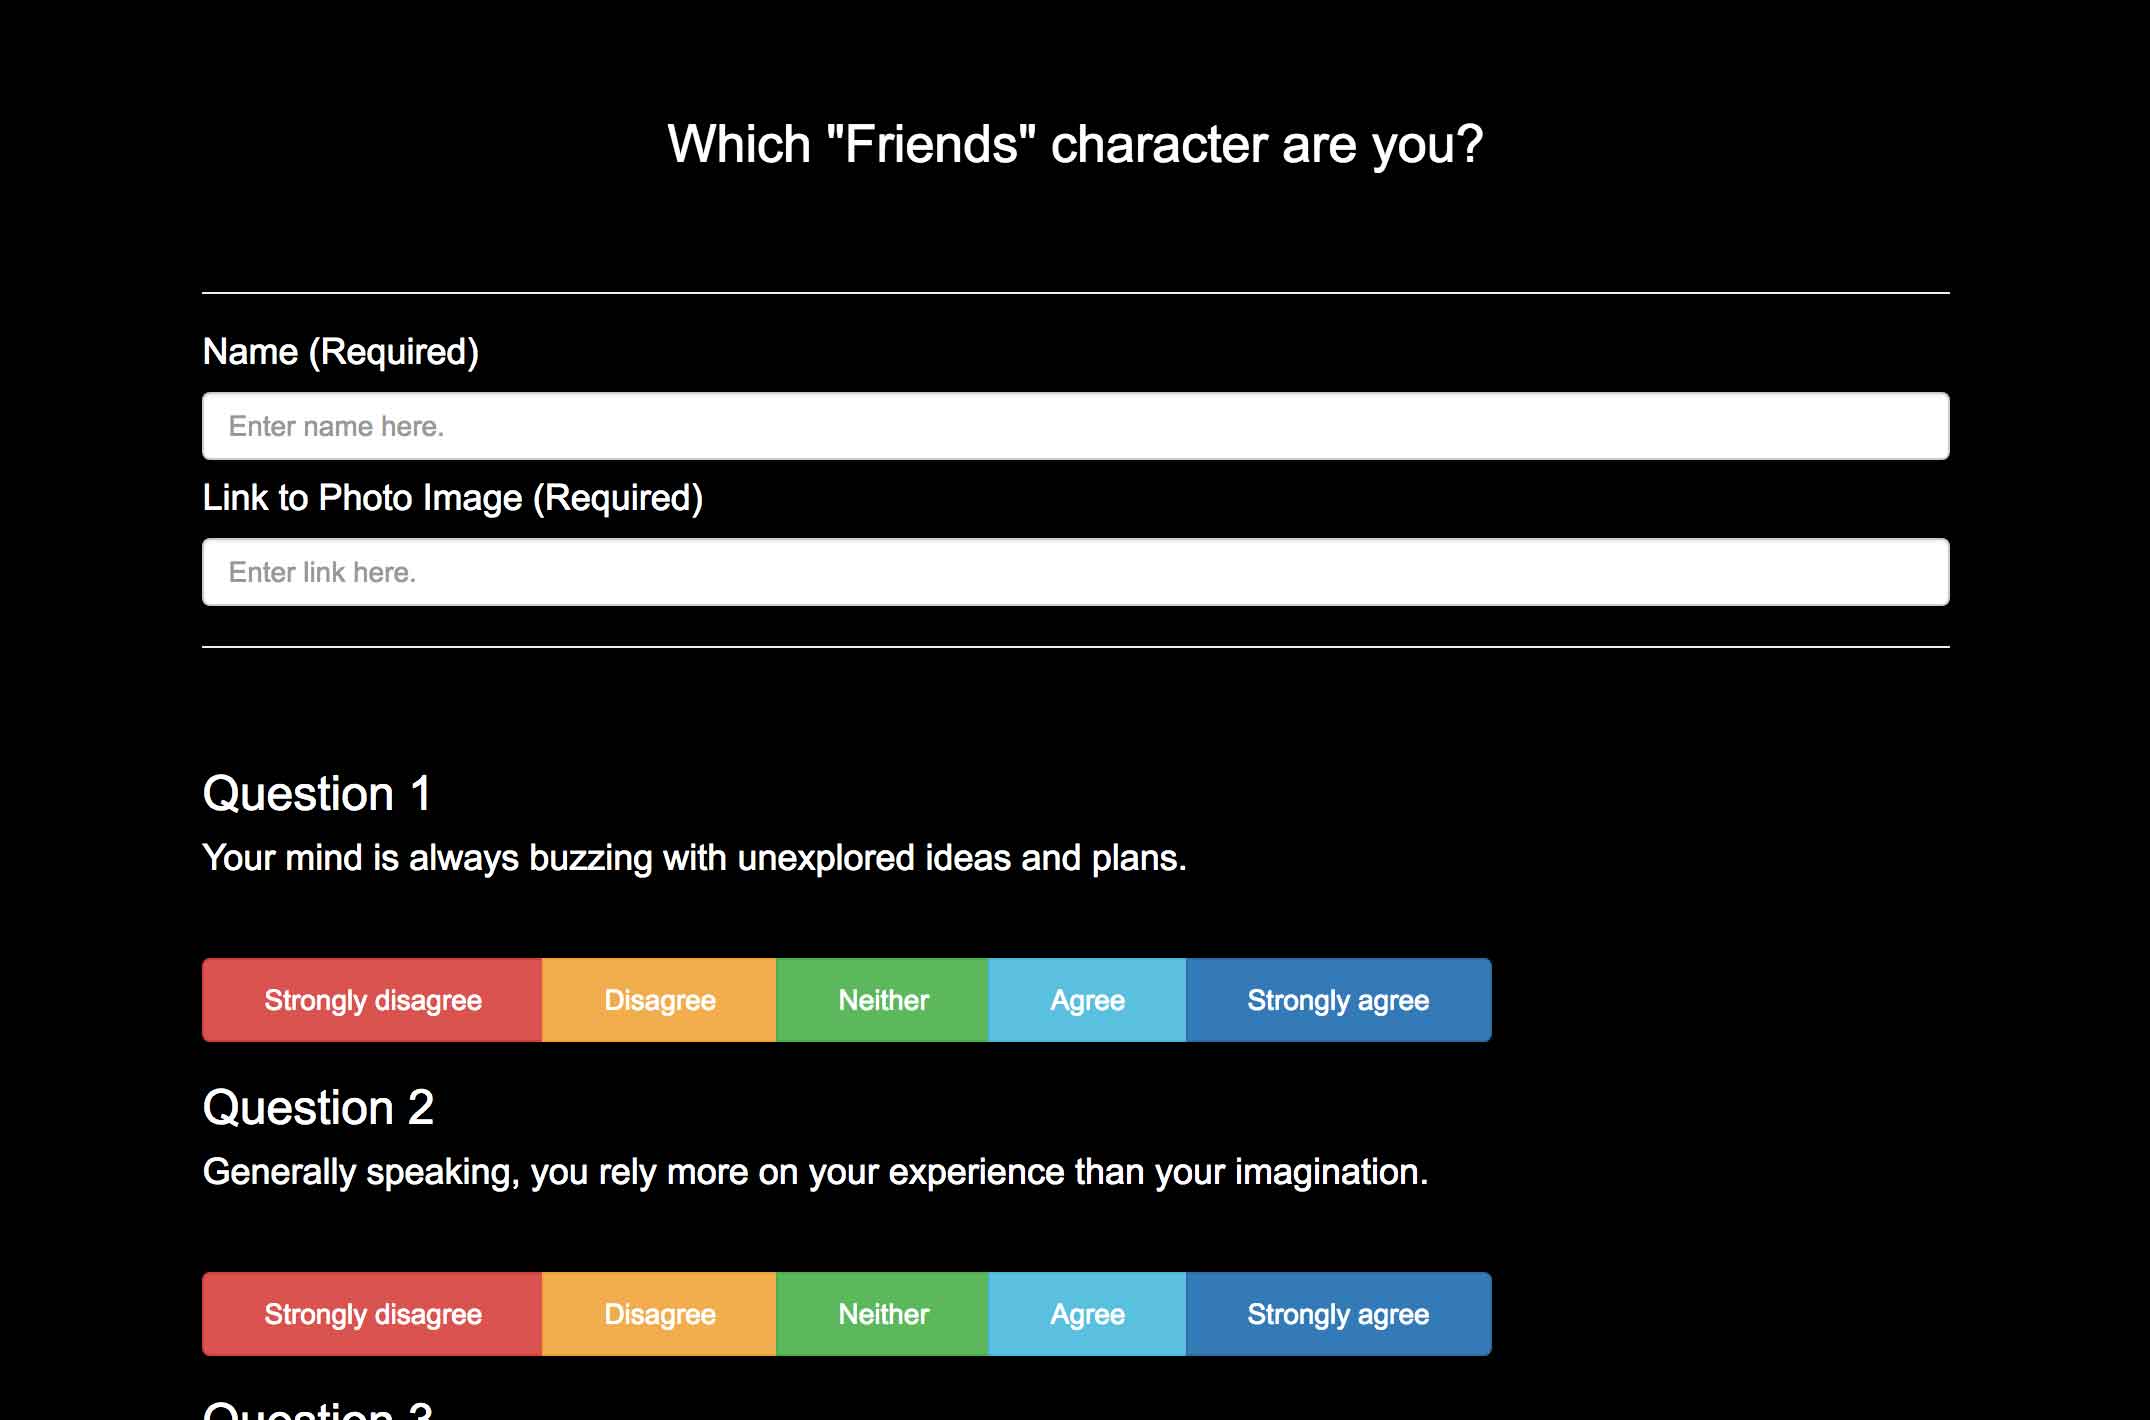 Which "Friends" character are you?
Name (Required)
Enter name here.
Link to Photo Image (Required)
Enter link here.
Question 1
Your mind is always buzzing with unexplored ideas and plans.
Strongly disagree Disagree Neither Agree Strongly agree
Question 2
Generally speaking, you rely more on your experience than your imagination.
Strongly disagree Disagree Neither Agree Strongly agree
Question 3